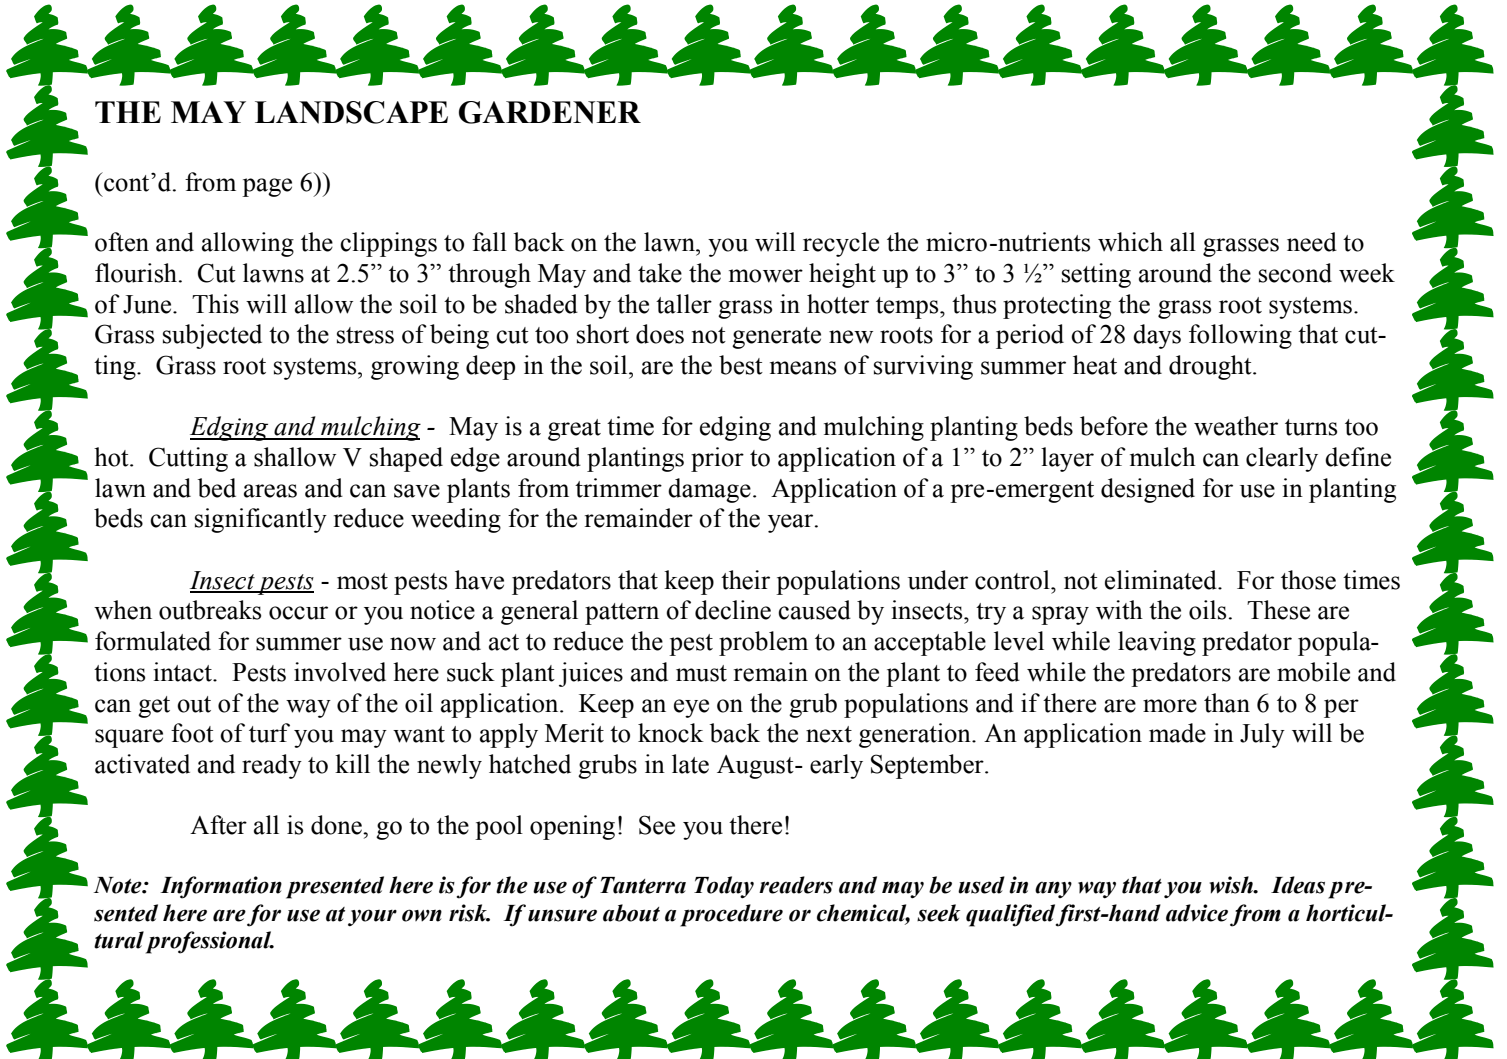 THE MAY LANDSCAPE GARDENER
(cont’d. from page 6))
often and allowing the clippings to fall back on the lawn, you will recycle the micro-nutrients which all grasses need to
flourish.  Cut lawns at 2.5” to 3” through May and take the mower height up to 3” to 3 ½” setting around the second week
of June.  This will allow the soil to be shaded by the taller grass in hotter temps, thus protecting the grass root systems.
Grass subjected to the stress of being cut too short does not generate new roots for a period of 28 days following that cut-
ting.  Grass root systems, growing deep in the soil, are the best means of surviving summer heat and drought.
Edging and mulching -  May is a great time for edging and mulching planting beds before the weather turns too
hot.  Cutting a shallow V shaped edge around plantings prior to application of a 1” to 2” layer of mulch can clearly define
lawn and bed areas and can save plants from trimmer damage.  Application of a pre-emergent designed for use in planting
beds can significantly reduce weeding for the remainder of the year.
Insect pests - most pests have predators that keep their populations under control, not eliminated.  For those times
when outbreaks occur or you notice a general pattern of decline caused by insects, try a spray with the oils.  These are
formulated for summer use now and act to reduce the pest problem to an acceptable level while leaving predator popula-
tions intact.  Pests involved here suck plant juices and must remain on the plant to feed while the predators are mobile and
can get out of the way of the oil application.  Keep an eye on the grub populations and if there are more than 6 to 8 per
square foot of turf you may want to apply Merit to knock back the next generation. An application made in July will be
activated and ready to kill the newly hatched grubs in late August- early September.
After all is done, go to the pool opening!  See you there!
Note:  Information presented here is for the use of Tanterra Today readers and may be used in any way that you wish.  Ideas pre-
sented here are for use at your own risk.  If unsure about a procedure or chemical, seek qualified first-hand advice from a horticul-
tural professional.